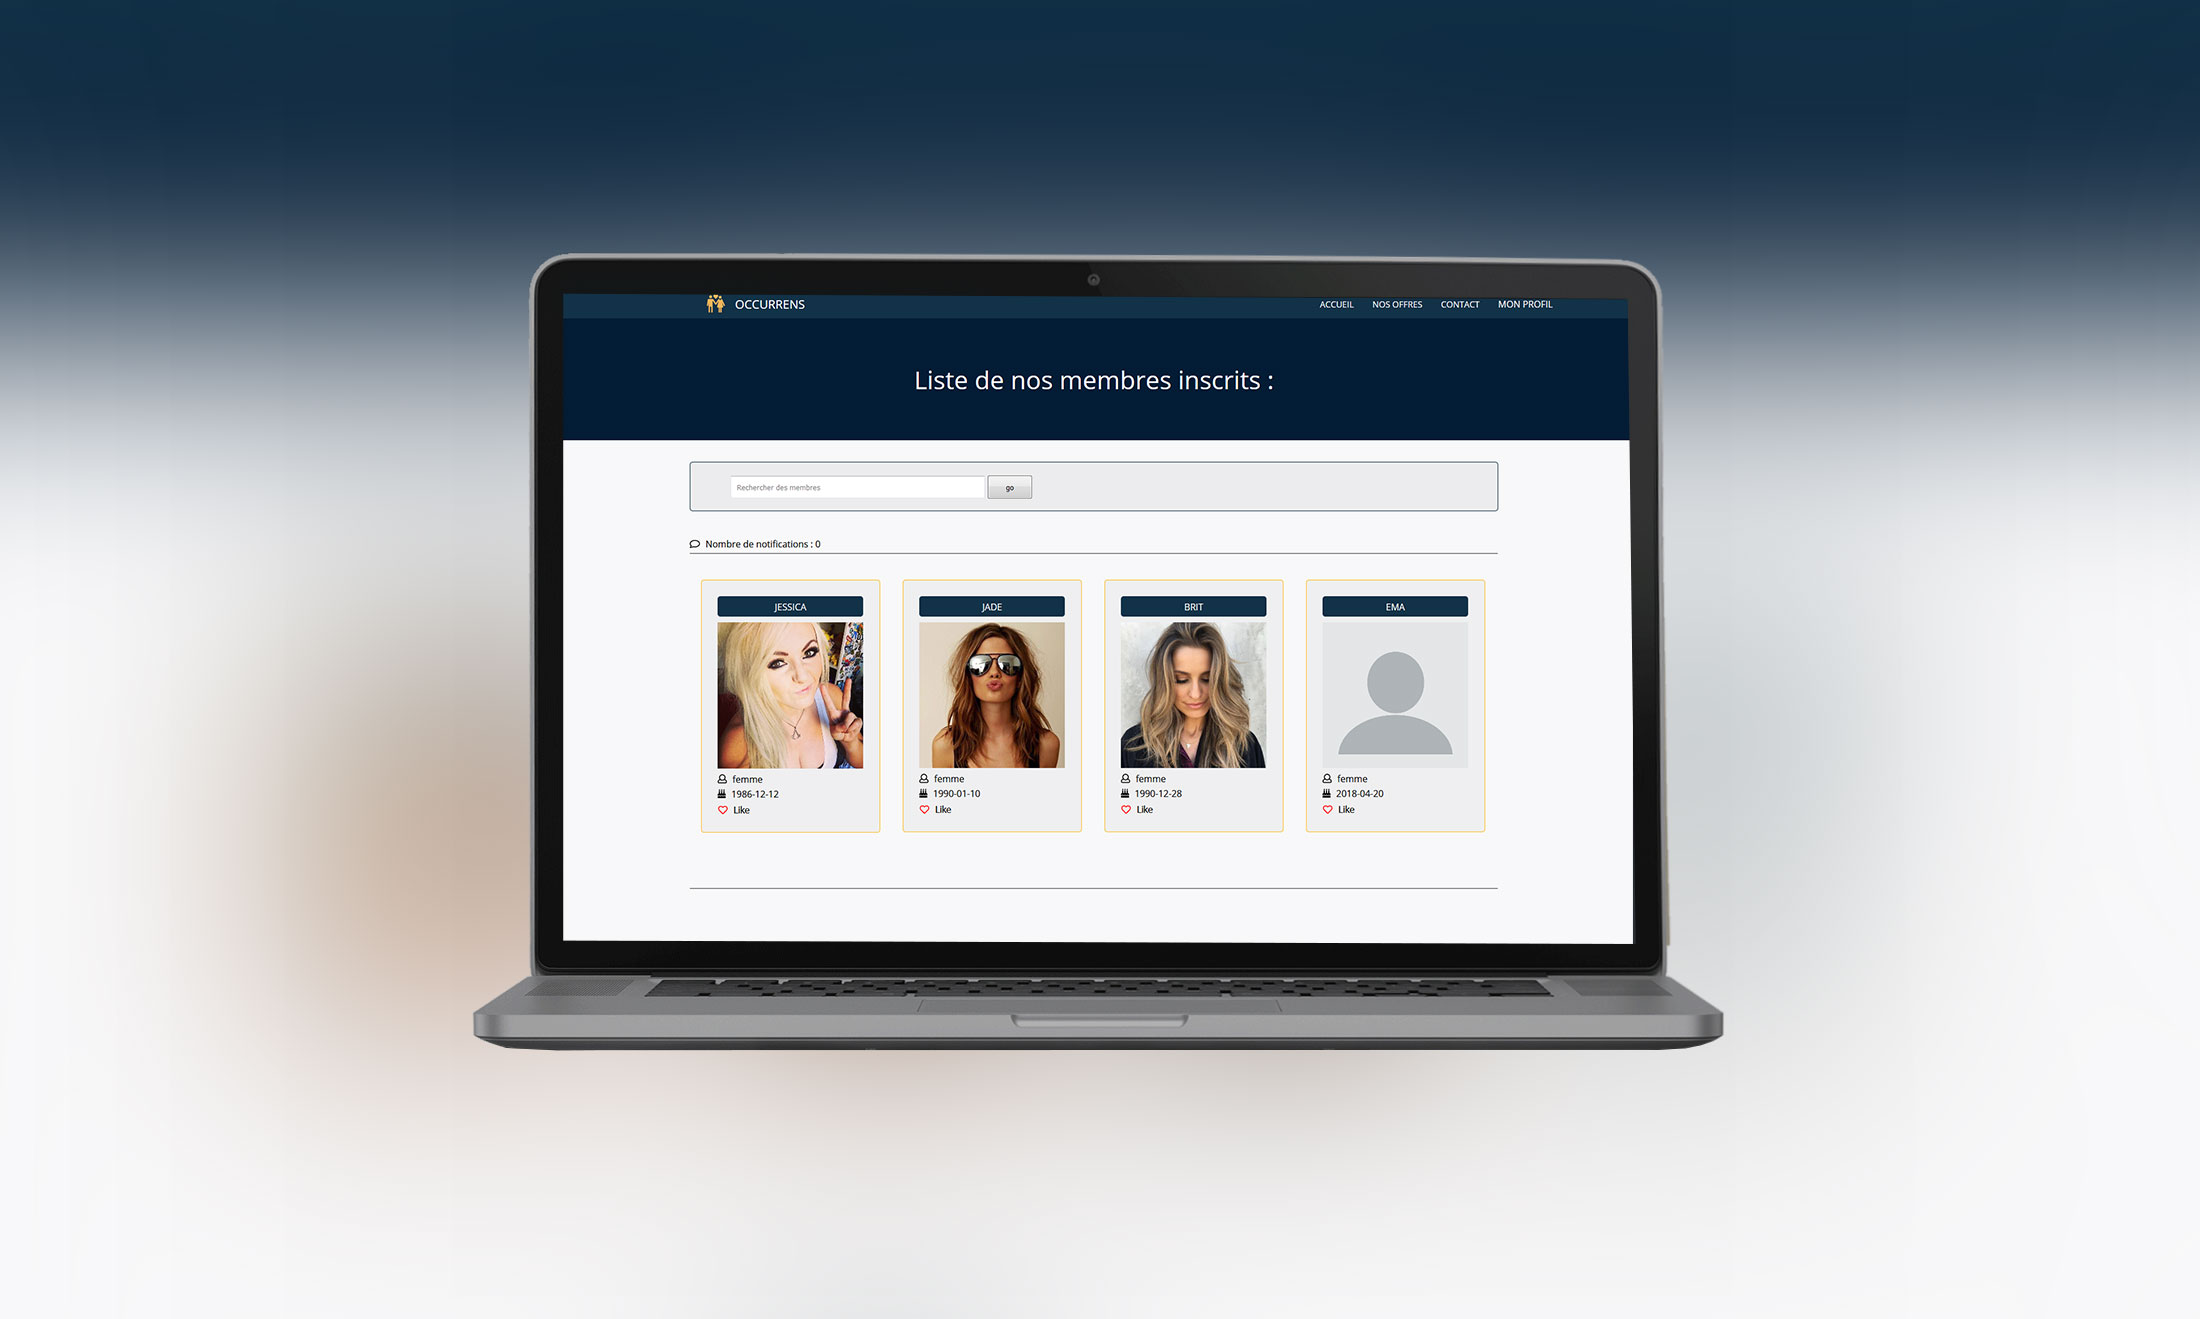 OCCURRENS
ACCUEIL NOS OFFRES CONTACT MON PROFIL
Liste de nos membres inscrits :
Rechercher des membres go
Nombre de notifications : 0
JESSICA
femme
1986-12-12
Like
JADE
femme
1990-01-10
Like
BRIT
femme
1990-12-28
Like
EMA
femme
2018-04-20
Like